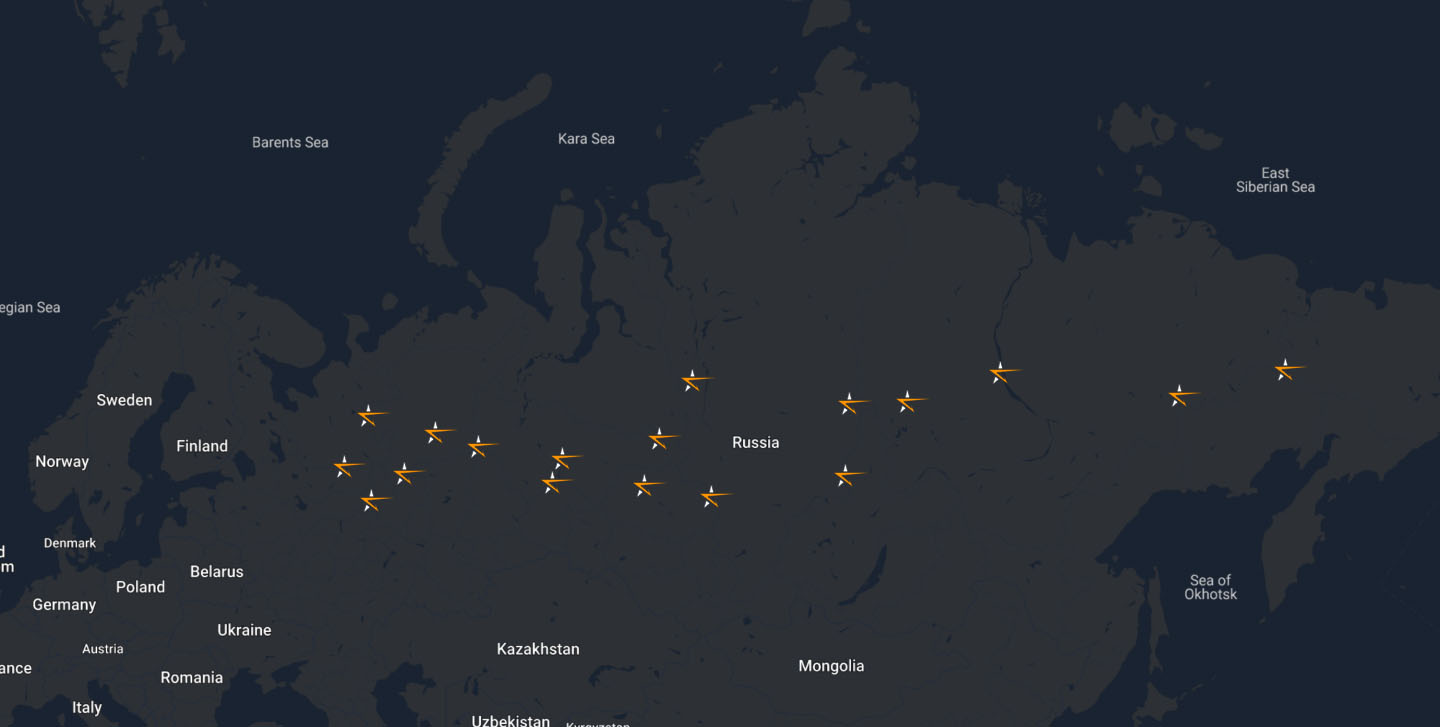 Barents Sea
Kara Sea
East
Siberian Sea
egian Sea
Sweden
Finland
Norway
Russia
Denmark
d
m
Belarus
Poland
Germany
Sea of
Okhotsk
Ukraine
Austria
Kazakhstan
ance
Mongolia
Romania
Italy
Uzbekistan
Kyrgyzstan